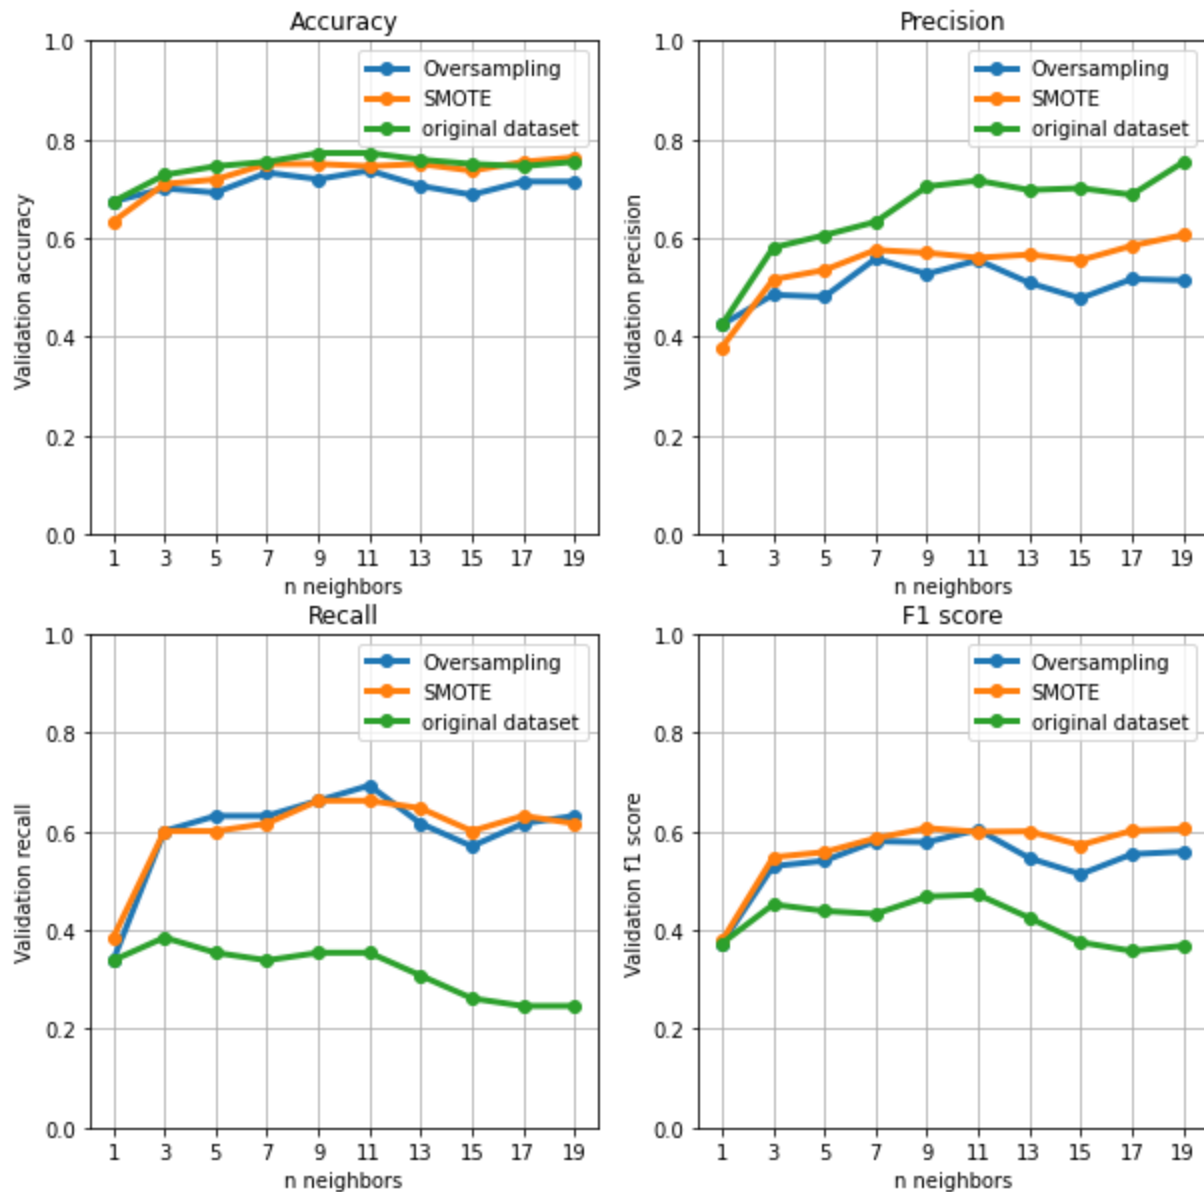 Accuracy
Validation accuracy
1.0
0.8
0.6
0.4
0.2
0.0
Oversampling
SMOTE
original dataset
1 3 5 7 9 11 13 15 17 19
n neighbors
Precision
Validation precision
1.0
0.8
0.6
0.4
0.2
0.0
Oversampling
SMOTE
original dataset
1 3 5 7 9 11 13 15 17 19
n neighbors
Recall
Validation recall
1.0
0.8
0.6
0.4
0.2
0.0
Oversampling
SMOTE
original dataset
1 3 5 7 9 11 13 15 17 19
n neighbors
F1 score
Validation f1 score
1.0
0.8
0.6
0.4
0.2
0.0
Oversampling
SMOTE
original dataset
1 3 5 7 9 11 13 15 17 19
n neighbors